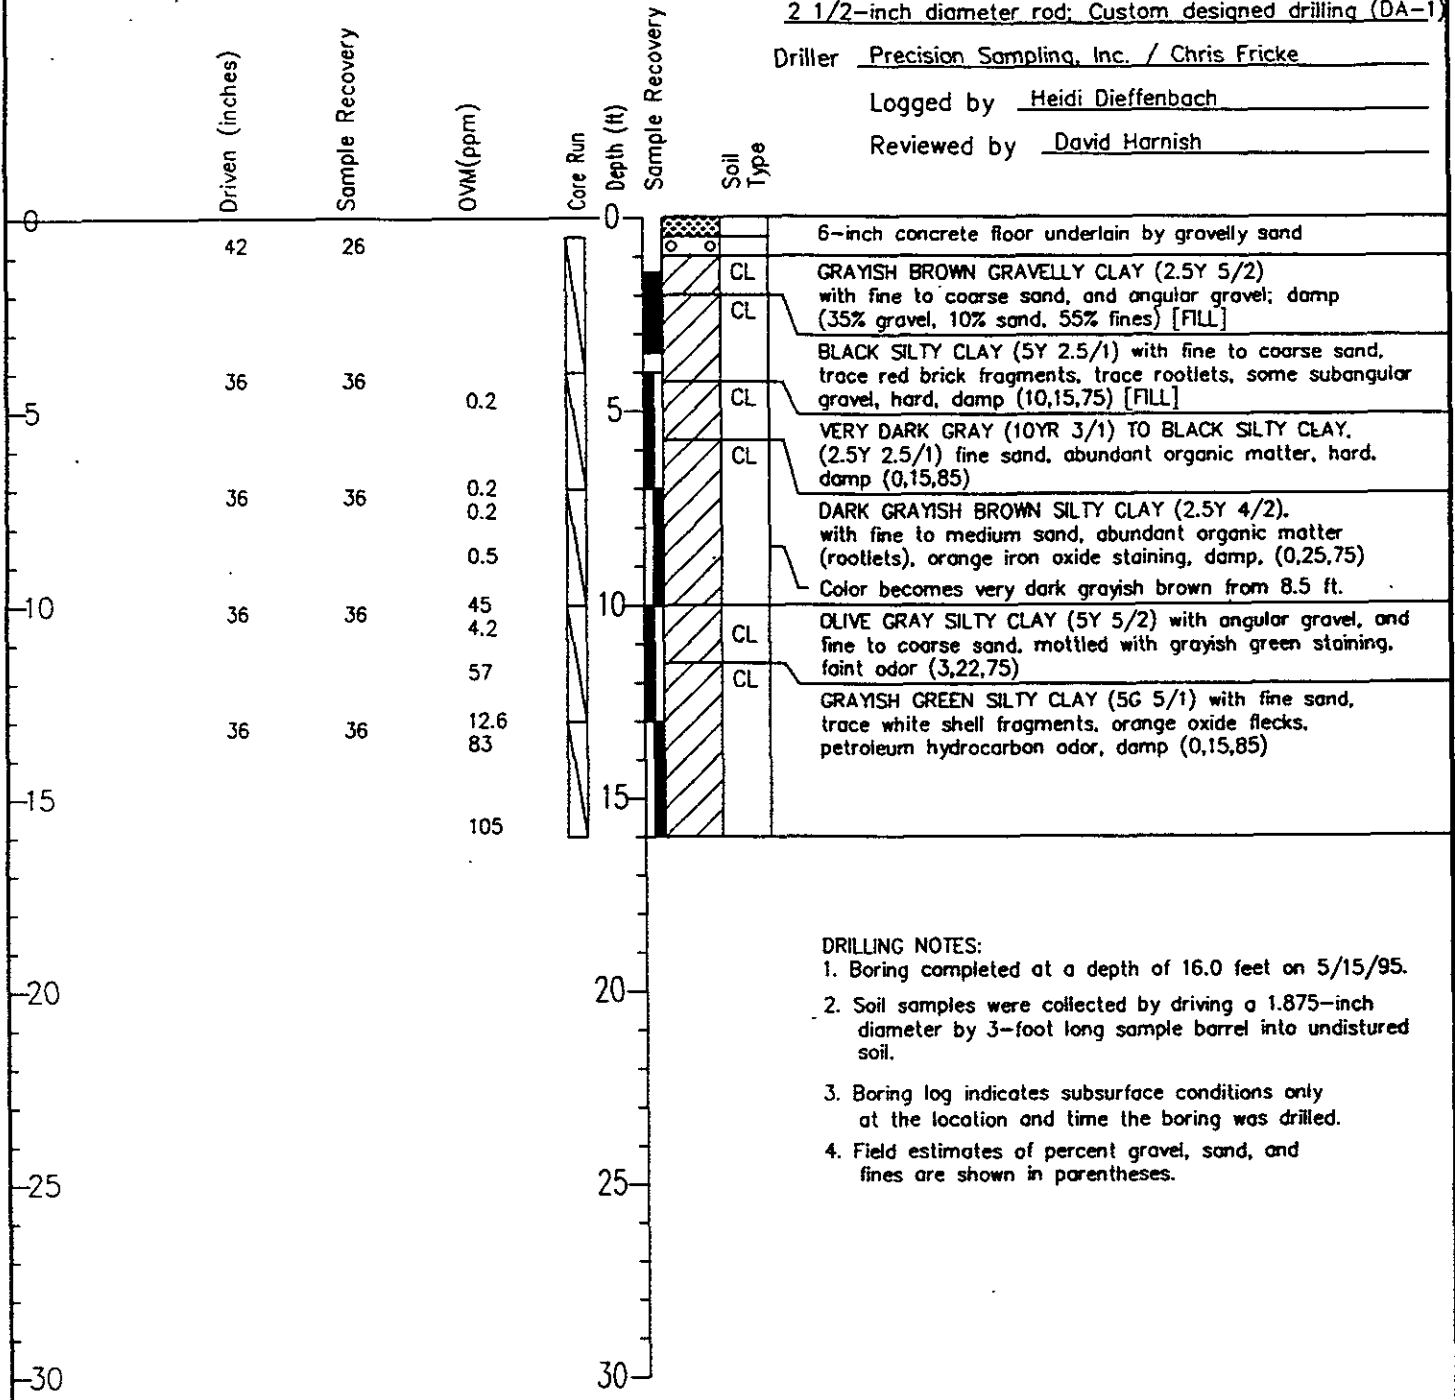 2 1/2-inch diameter rod; Custom designed drilling (DA-1)
Driller Precision Sampling, Inc. / Chris Fricke
Logged by Heidi Dieffenbach
Reviewed by David Harnish
Driven (inches)
Sample Recovery
OVM(ppm)
Core Run
Depth (ft)
Sample Recovery
Soil Type
0 0
6-inch concrete floor underlain by gravelly sand
42 26
CL GRAYISH BROWN GRAVELLY CLAY (2.5Y 5/2)
with fine to coarse sand, and angular gravel; damp
CL (35% gravel, 10% sand, 55% fines) [FILL]
BLACK SILTY CLAY (5Y 2.5/1) with fine to coarse sand,
36 36 trace red brick fragments, trace rootlets, some subangular
0.2 CL gravel, hard, damp (10,15,75) [FILL]
5 5
VERY DARK GRAY (10YR 3/1) TO BLACK SILTY CLAY,
CL (2.5Y 2.5/1) fine sand, abundant organic matter, hard,
damp (0,15,85)
0.2
36 36 0.2 DARK GRAYISH BROWN SILTY CLAY (2.5Y 4/2),
with fine to medium sand, abundant organic matter
0.5 (rootlets), orange iron oxide staining, damp, (0,25,75)
Color becomes very dark grayish brown from 8.5 ft.
10 45 10
36 36 4.2 OLIVE GRAY SILTY CLAY (5Y 5/2) with angular gravel, and
CL fine to coarse sand, mottled with grayish green staining,
57 faint odor (3,22,75)
CL
GRAYISH GREEN SILTY CLAY (5G 5/1) with fine sand,
12.6 trace white shell fragments, orange oxide flecks,
36 36 83 petroleum hydrocarbon odor, damp (0,15,85)
15 15
105
DRILLING NOTES:
1. Boring completed at a depth of 16.0 feet on 5/15/95.
20 20
2. Soil samples were collected by driving a 1.875-inch
diameter by 3-foot long sample barrel into undistured
soil.
3. Boring log indicates subsurface conditions only
at the location and time the boring was drilled.
4. Field estimates of percent gravel, sand, and
fines are shown in parentheses.
25 25
30 30